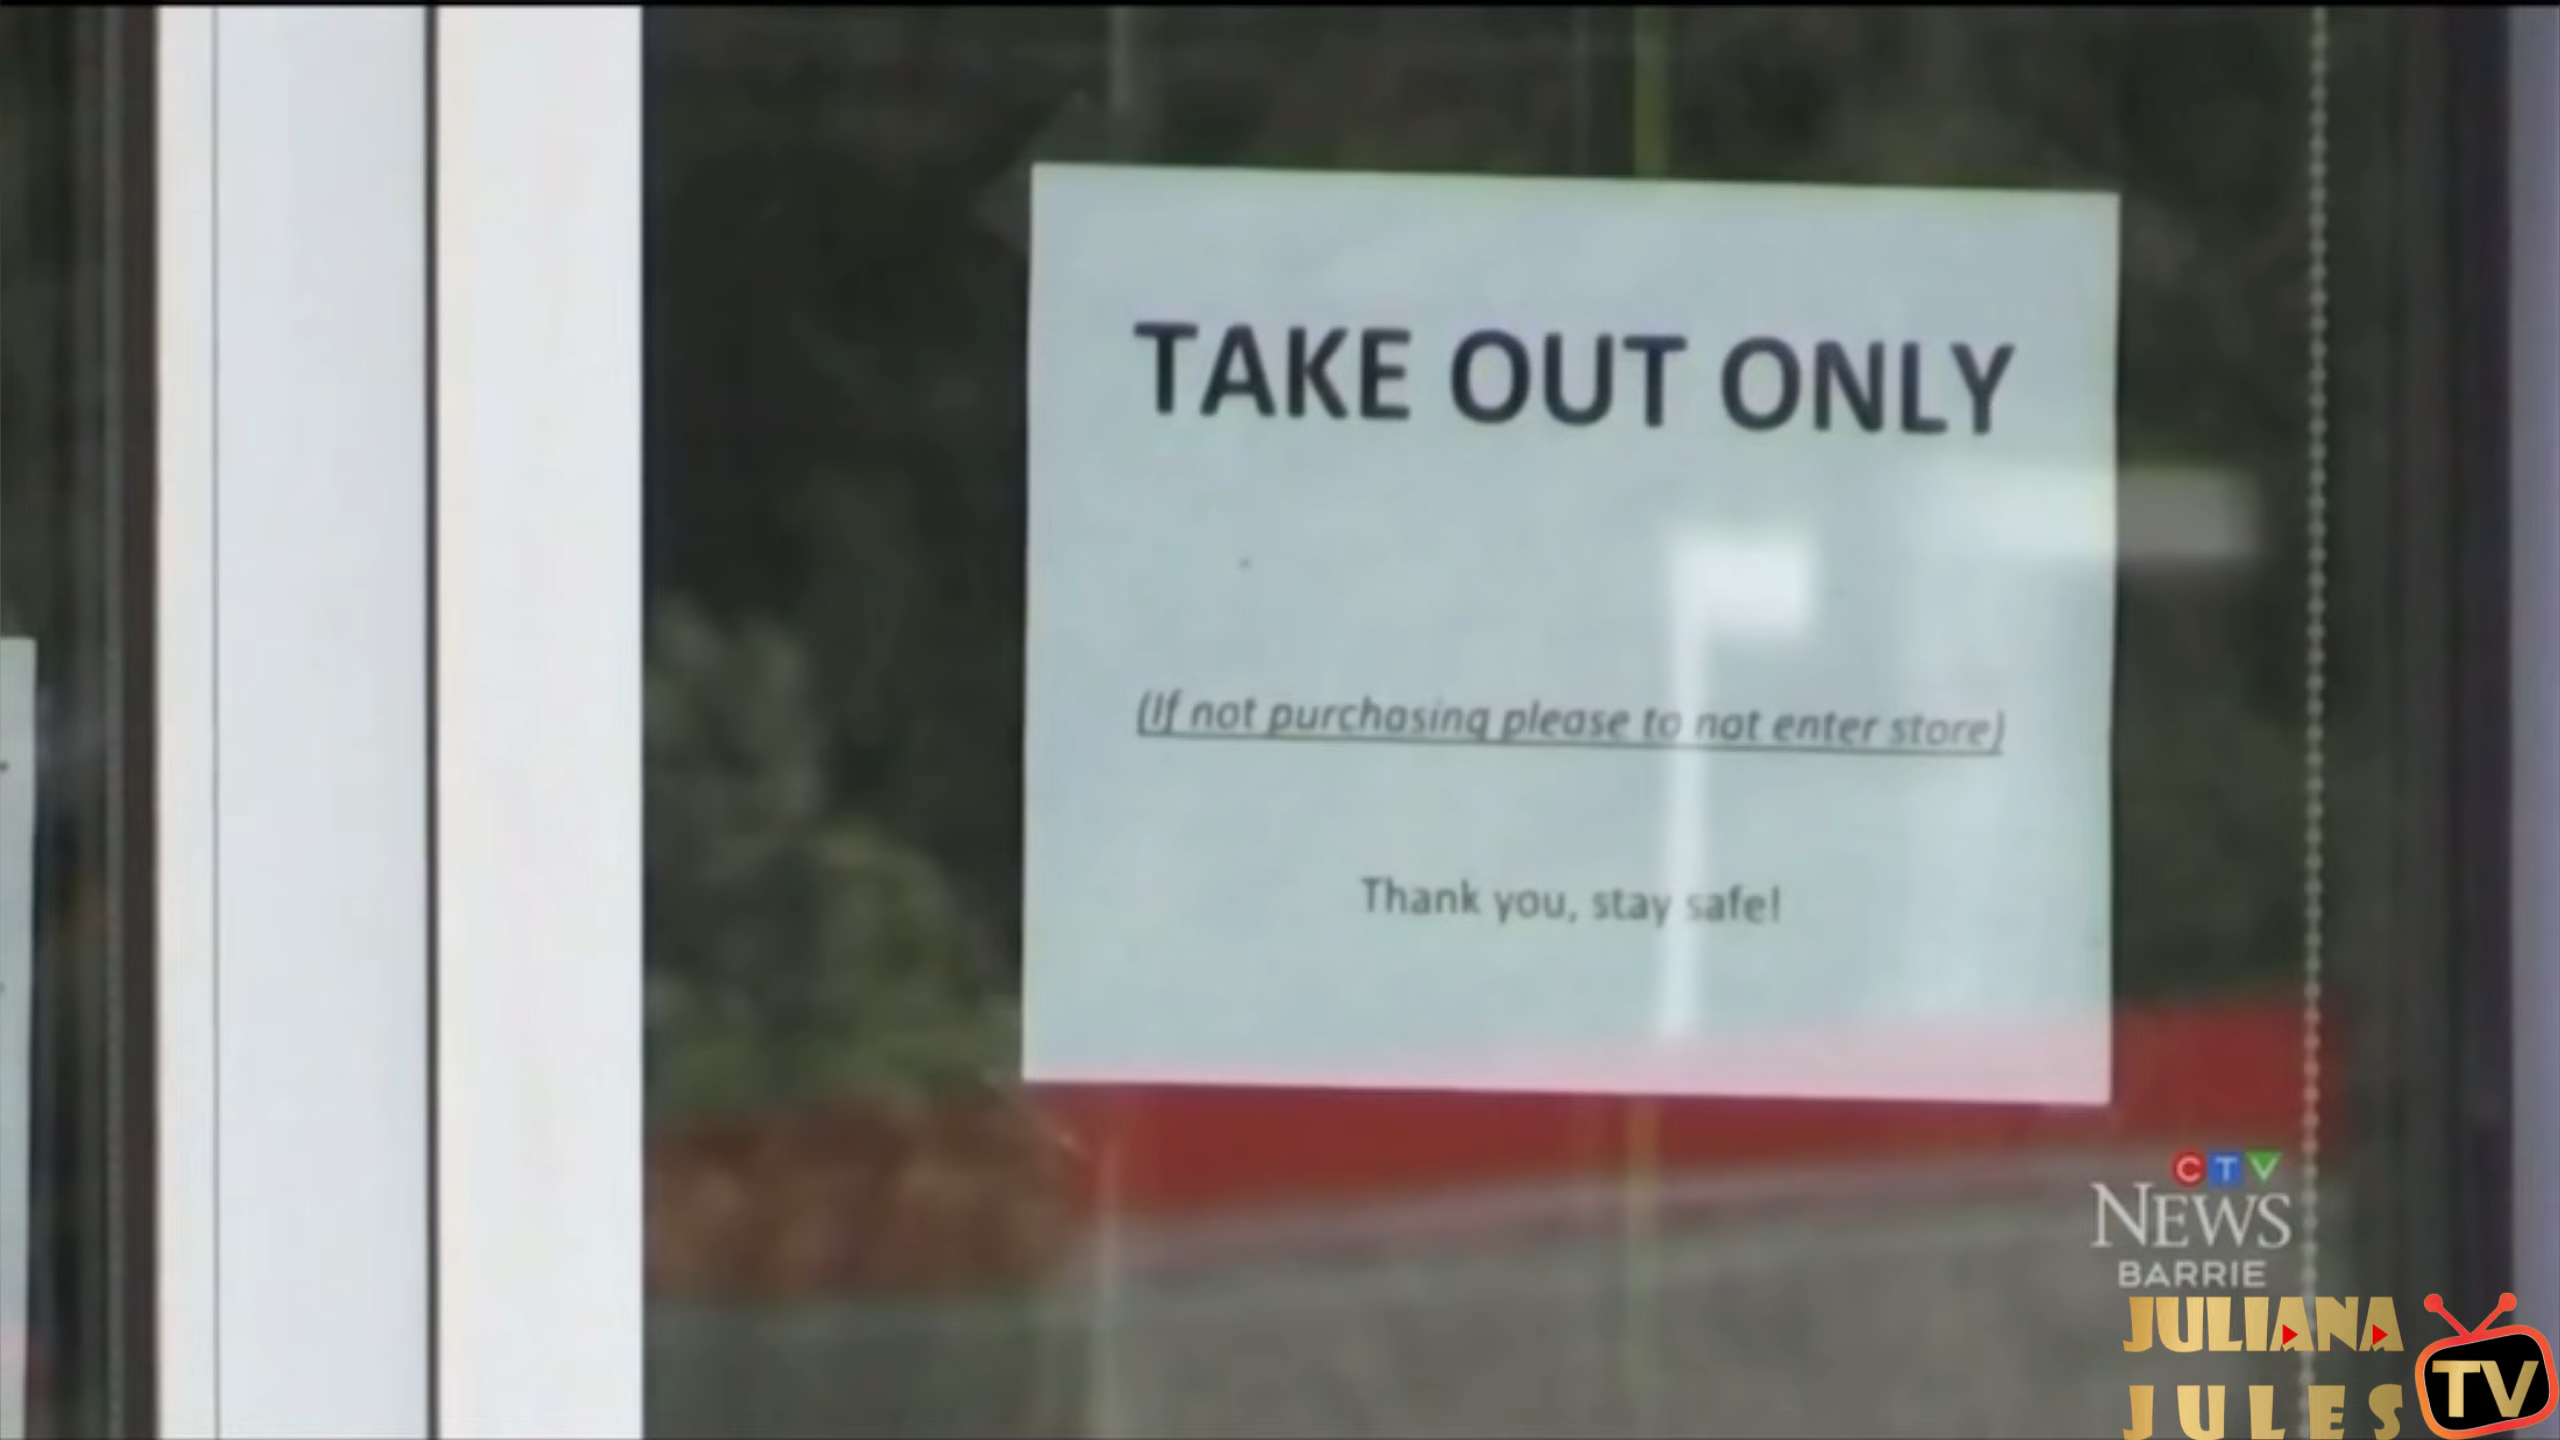 TAKE OUT ONLY
(If not purchasing please to not enter store)
Thank you, stay safe!
CTV
NEWS
BARRIE
JULIANA
JULES
TV